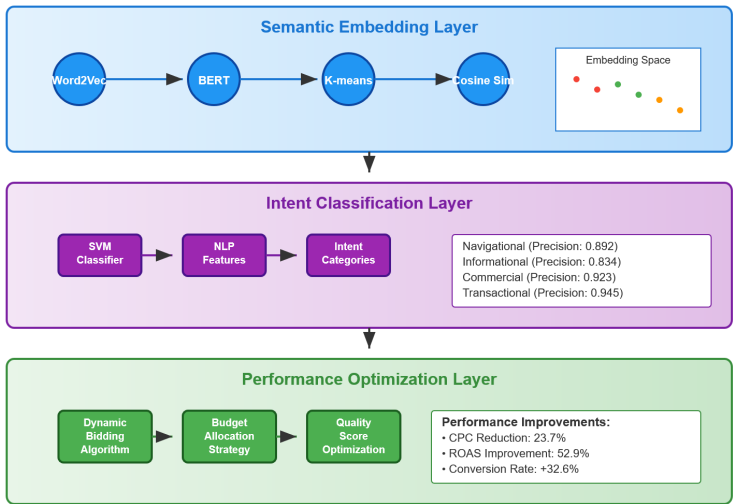 Semantic Embedding Layer
Word2Vec
BERT
K-means
Cosine Sim
Embedding Space
Intent Classification Layer
SVM
Classifier
NLP
Features
Intent
Categories
Navigational (Precision: 0.892)
Informational (Precision: 0.834)
Commercial (Precision: 0.923)
Transactional (Precision: 0.945)
Performance Optimization Layer
Dynamic
Bidding
Algorithm
Budget
Allocation
Strategy
Quality
Score
Optimization
Performance Improvements:
• CPC Reduction: 23.7%
• ROAS Improvement: 52.9%
• Conversion Rate: +32.6%